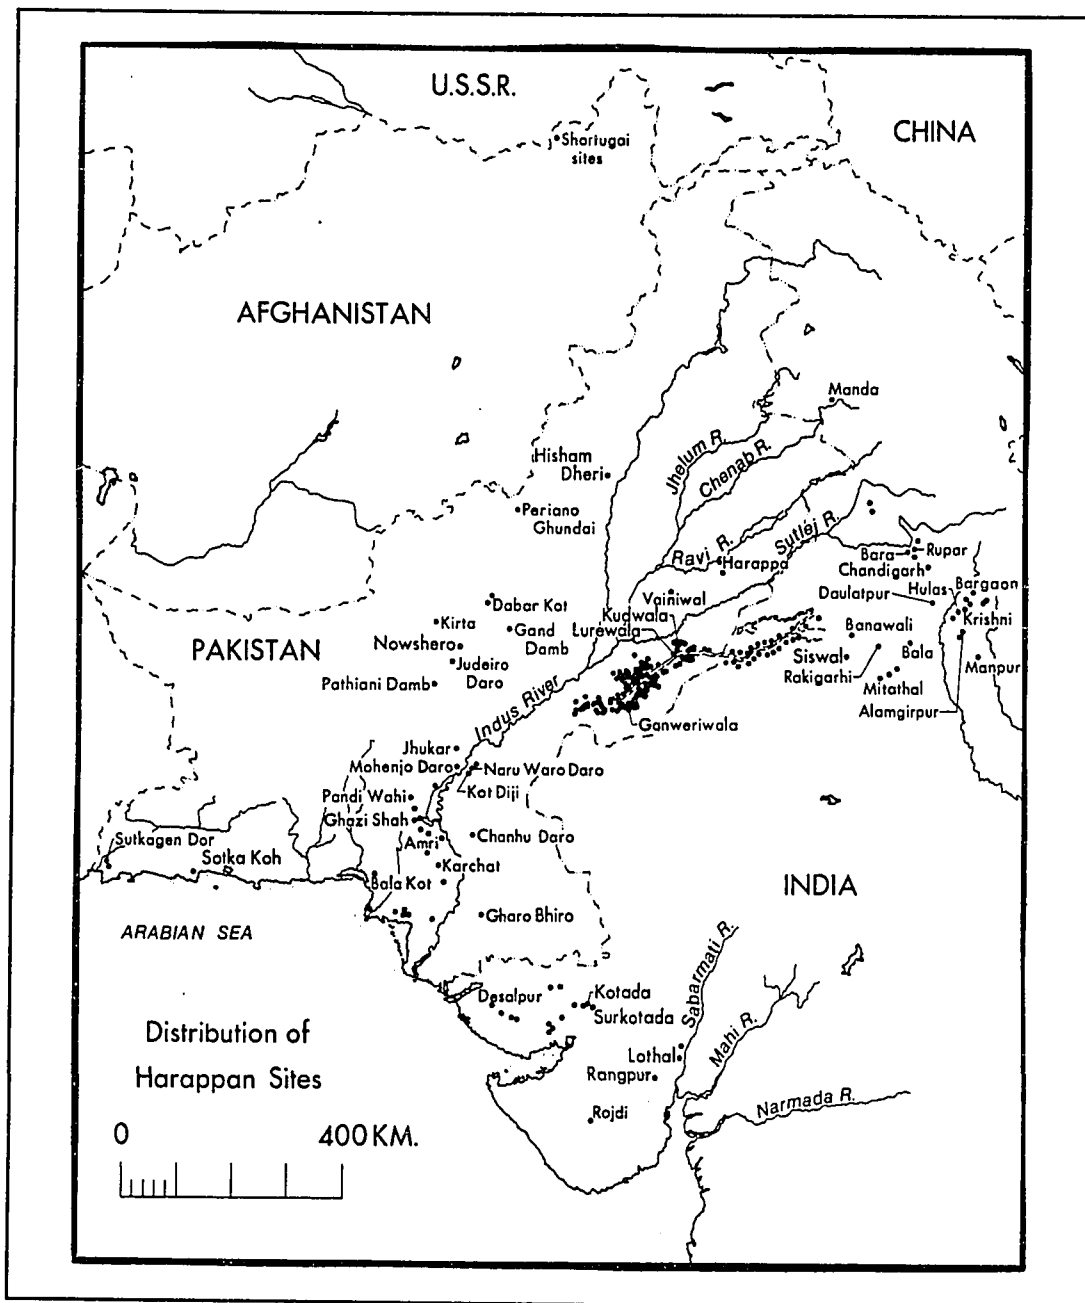 U.S.S.R.
CHINA
Shortugai
sites
AFGHANISTAN
Manda
Jhelum R.
Chenab R.
Hisham
Dheri
Periano
Ghundai
Ravi R.
Sutlej R.
Harappa
Bara
Rupar
Chandigarh
Hulas
Bargaon
Daulatpur
Krishni
Vainiwal
Kudwala
Lurewala
Dabar Kot
Kirta
Gand
Damb
Nowshero
PAKISTAN
Judeiro
Daro
Pathiani Damb
Banawali
Siswal
Bala
Rakigarhi
Manpur
Mitathal
Alamgirpur
Indus River
Ganweriwala
Jhukar
Mohenjo Daro
Naru Waro Daro
Kot Diji
Pandi Wahi
Ghazi Shah
Chanhu Daro
Amri
Sutkagen Dor
Sotka Koh
Karchat
Bala Kot
INDIA
Gharo Bhiro
ARABIAN SEA
Sabarmati R.
Desalpur
Kotada
Surkotada
Mahi R.
Distribution of
Harappan Sites
Lothal
Rangpur
Rojdi
Narmada R.
0 400 KM.